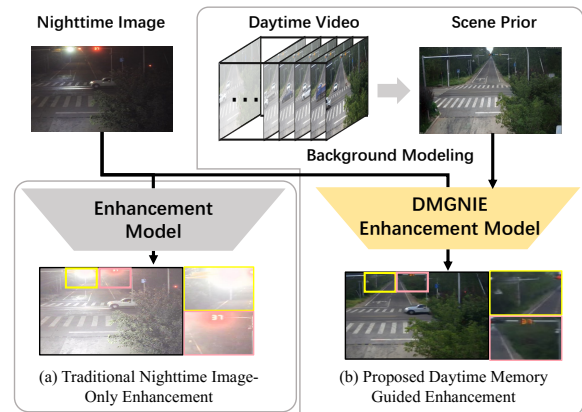 Nighttime Image
Daytime Video
Scene Prior
Background Modeling
Enhancement
Model
DMGNIE
Enhancement Model
(a) Traditional Nighttime Image-
Only Enhancement
(b) Proposed Daytime Memory
Guided Enhancement